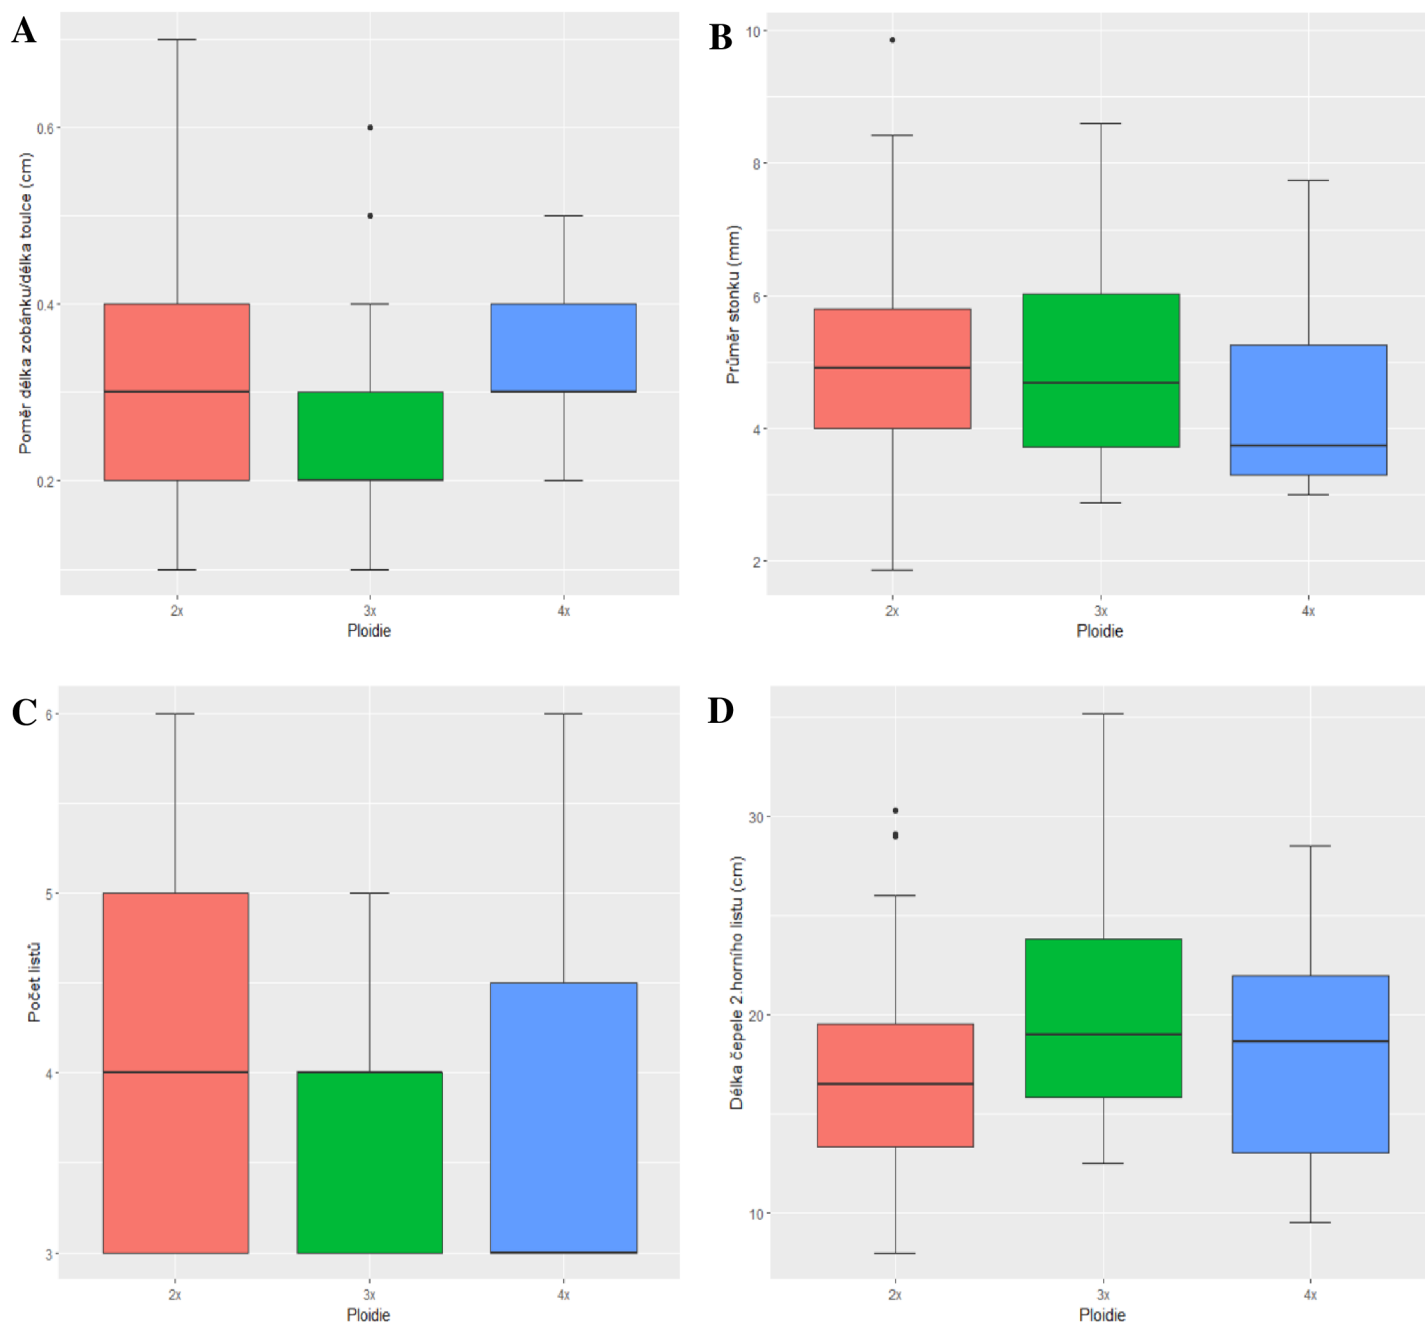 A
Poměr délka zobánku/délka toulce (cm)
0.6
0.4
0.2
2x
3x
4x
Ploidie
B
Průměr stonku (mm)
10
8
6
4
2
2x
3x
4x
Ploidie
C
Počet listů
6
5
4
3
2x
3x
4x
Ploidie
D
Délka čepele 2.horního listu (cm)
30
20
10
2x
3x
4x
Ploidie